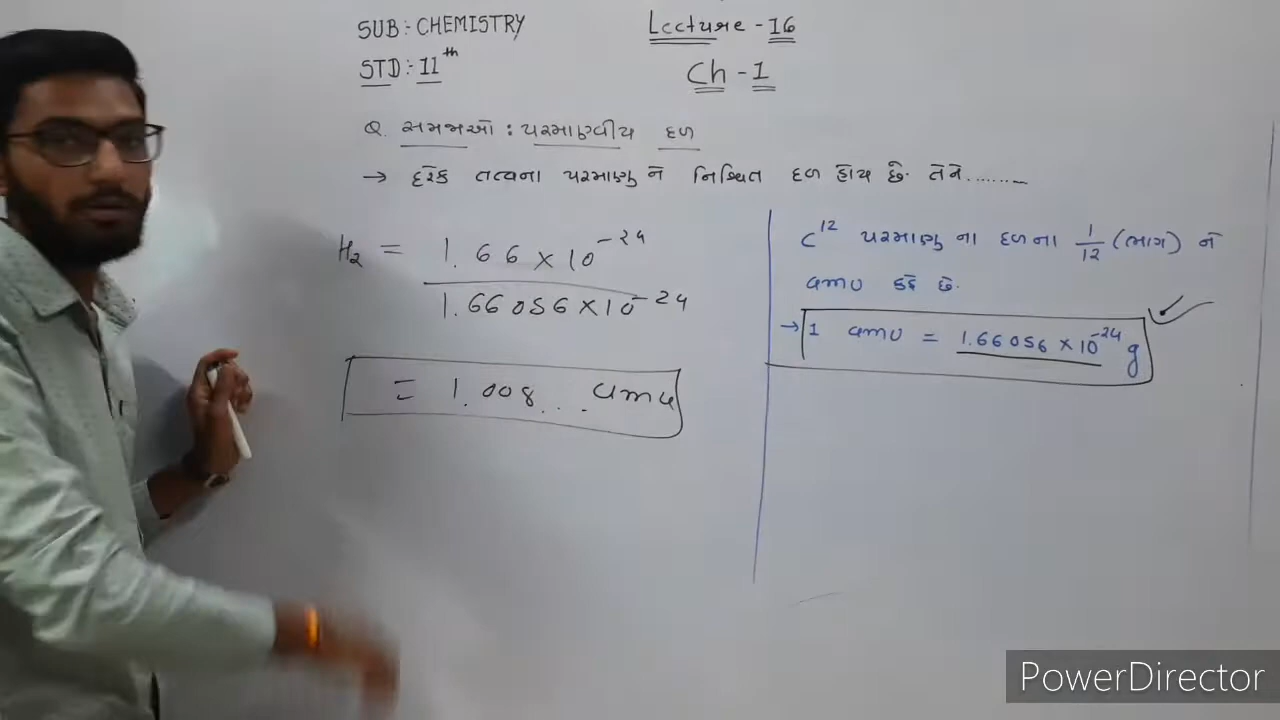 SUB:- CHEMISTRY
Lecture - 16
STD:- 11th
Ch - 1
Q. સમજાઓ : પરમાણ્વીય દળ
→ દરેક તત્વના પરમાણુ ને નિશ્ચિત દળ હોય છે. તેને........
H₂ = 1.66 × 10⁻²⁴
1.66056 × 10⁻²⁴
= 1.008... amu
C¹² પરમાણુ ના દળના 1/12 (ભાગ) ને
amu કહે છે.
→ 1 amu = 1.66056 × 10⁻²⁴ g
PowerDirector